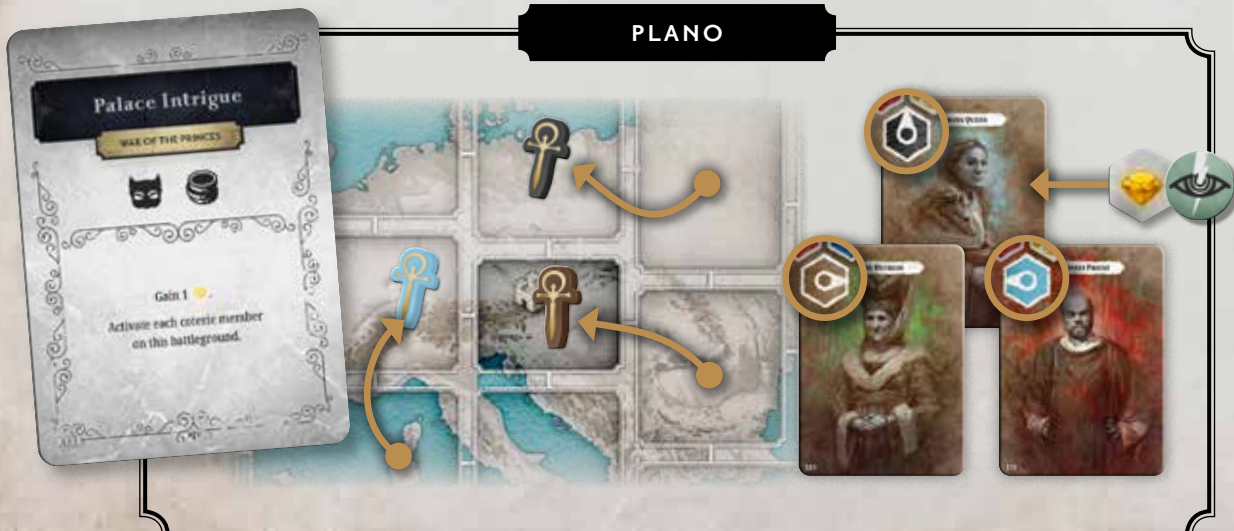 PLANO
Palace Intrigue
WAR OF THE PRINCES
Gain 1 .
Activate each coterie member
on this battleground.